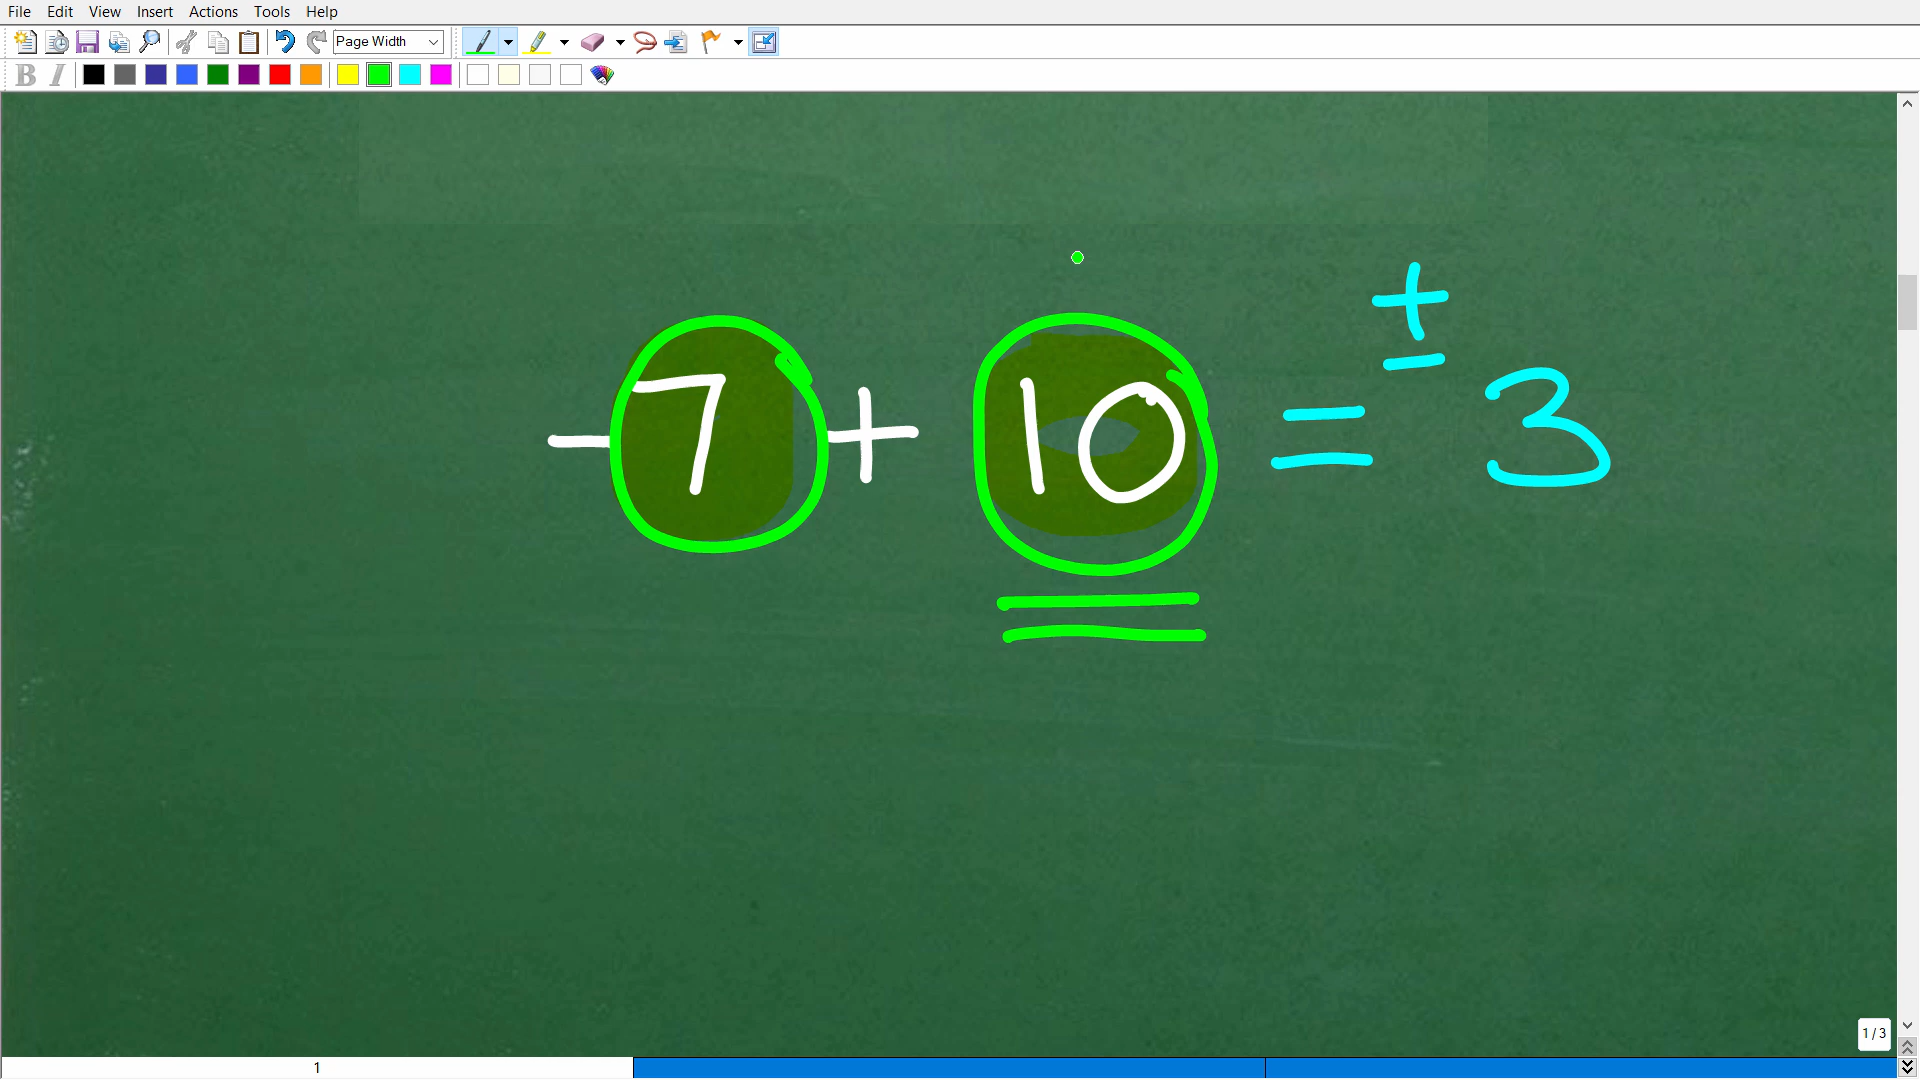 File Edit View Insert Actions Tools Help
Page Width
B I
-7 + 10 = ± 3
1 / 3
1